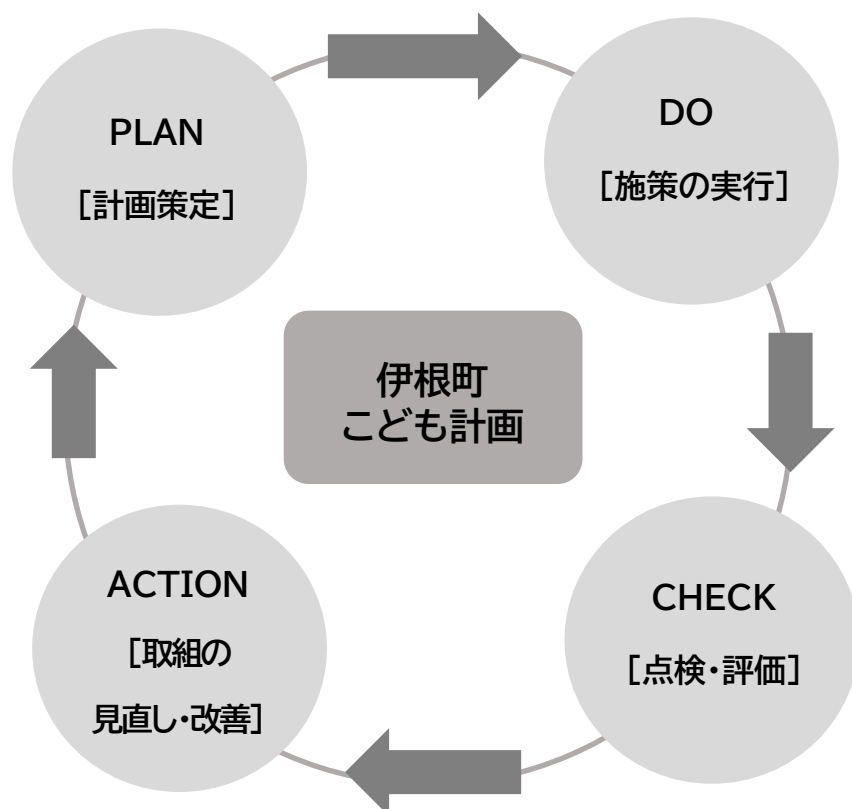 PLAN
[計画策定]
DO
[施策の実行]
伊根町
こども計画
CHECK
[点検・評価]
ACTION
[取組の
見直し・改善]